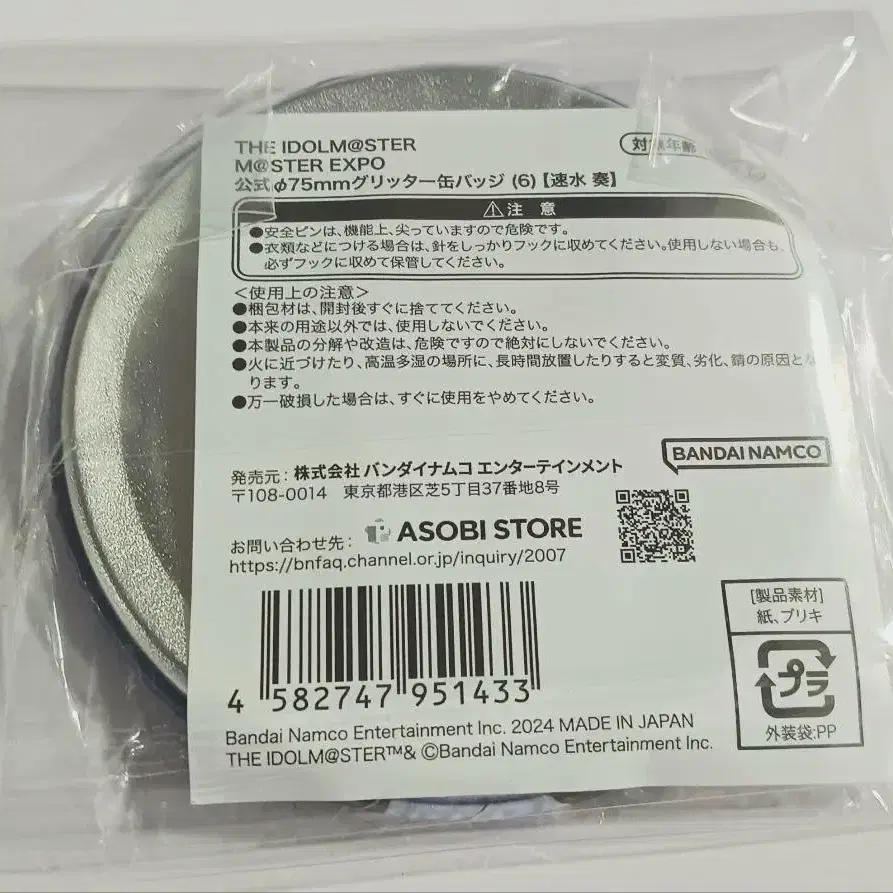 THE IDOLM@STER
M@STER EXPO
公式φ75mmグリッター缶バッジ (6)【速水 奏】
対象年齢
⚠注 意
●安全ピンは、機能上、尖っていますので危険です。
●衣類などにつける場合は、針をしっかりフックに収めてください。使用しない場合も、
必ずフックに収めて保管してください。
＜使用上の注意＞
●梱包材は、開封後すぐに捨ててください。
●本来の用途以外では、使用しないでください。
●本製品の分解や改造は、危険ですので絶対にしないでください。
●火に近づけたり、高温多湿の場所に、長時間放置したりすると変質、劣化、錆の原因とな
ります。
●万一破損した場合は、すぐに使用をやめてください。
BANDAI NAMCO
発売元：株式会社 バンダイナムコ エンターテインメント
〒108-0014 東京都港区芝5丁目37番地8号
お問い合わせ先： ASOBI STORE
https://bnfaq.channel.or.jp/inquiry/2007
[製品素材]
紙、ブリキ
プラ
外装袋:PP
4 582747 951433
Bandai Namco Entertainment Inc. 2024 MADE IN JAPAN
THE IDOLM@STER™& ©Bandai Namco Entertainment Inc.